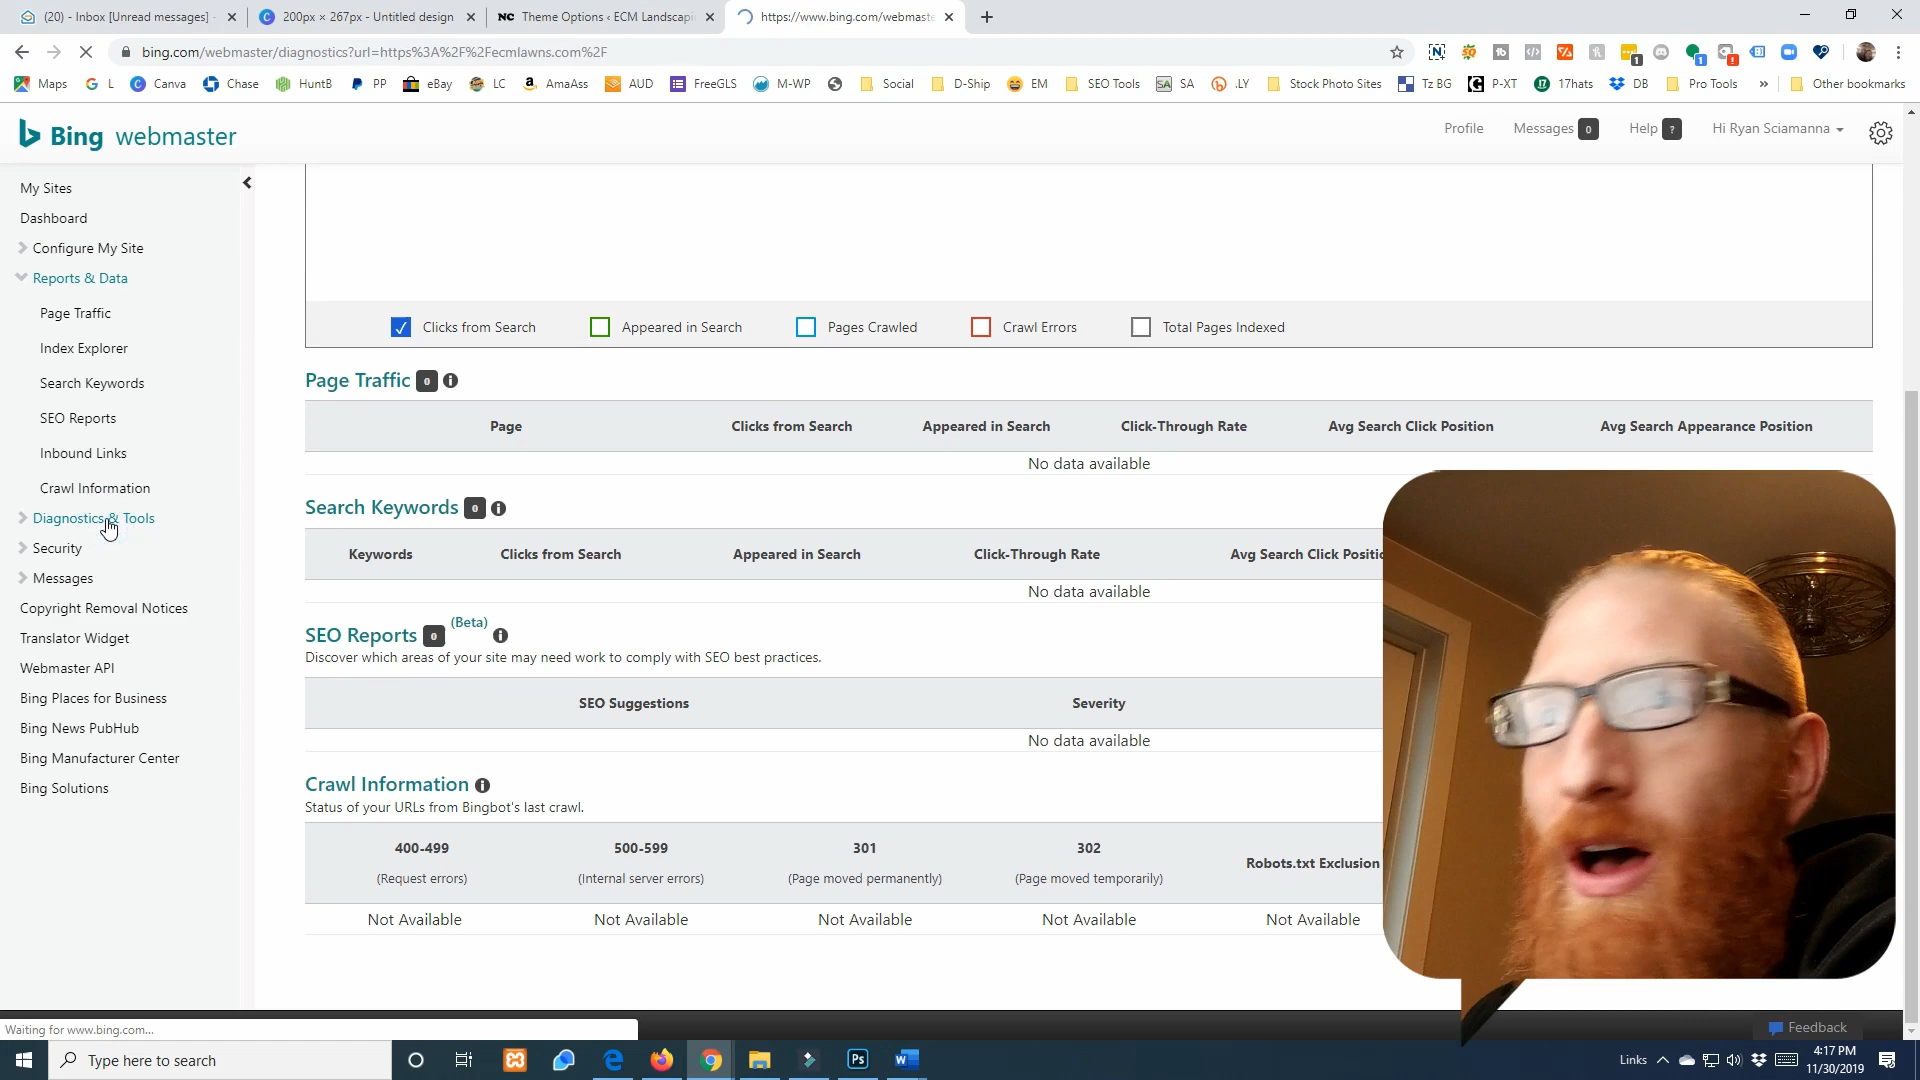 (20) - Inbox [Unread messages] -
200px × 267px - Untitled design
NC Theme Options ‹ ECM Landscapi
https://www.bing.com/webmaste
bing.com/webmaster/diagnostics?url=https%3A%2F%2Fecmlawns.com%2F
Maps
L
Canva
Chase
HuntB
PP
eBay
LC
AmaAss
AUD
FreeGLS
M-WP
Social
D-Ship
EM
SEO Tools
SA SA
.LY
Stock Photo Sites
Tz BG
P-XT
17hats
DB
Pro Tools
»
Other bookmarks
Bing webmaster
Profile
Messages 0
Help ?
Hi Ryan Sciamanna
My Sites
Dashboard
Configure My Site
Reports & Data
Page Traffic
Index Explorer
Search Keywords
SEO Reports
Inbound Links
Crawl Information
Diagnostics & Tools
Security
Messages
Copyright Removal Notices
Translator Widget
Webmaster API
Bing Places for Business
Bing News PubHub
Bing Manufacturer Center
Bing Solutions
Clicks from Search
Appeared in Search
Pages Crawled
Crawl Errors
Total Pages Indexed
Page Traffic 0
Page
Clicks from Search
Appeared in Search
Click-Through Rate
Avg Search Click Position
Avg Search Appearance Position
No data available
Search Keywords 0
Keywords
Clicks from Search
Appeared in Search
Click-Through Rate
Avg Search Click Positio
No data available
SEO Reports 0 (Beta)
Discover which areas of your site may need work to comply with SEO best practices.
SEO Suggestions
Severity
No data available
Crawl Information
Status of your URLs from Bingbot's last crawl.
400-499
(Request errors)
500-599
(Internal server errors)
301
(Page moved permanently)
302
(Page moved temporarily)
Robots.txt Exclusion
Not Available
Not Available
Not Available
Not Available
Not Available
Waiting for www.bing.com...
Feedback
Type here to search
Ps
Links
4:17 PM
11/30/2019